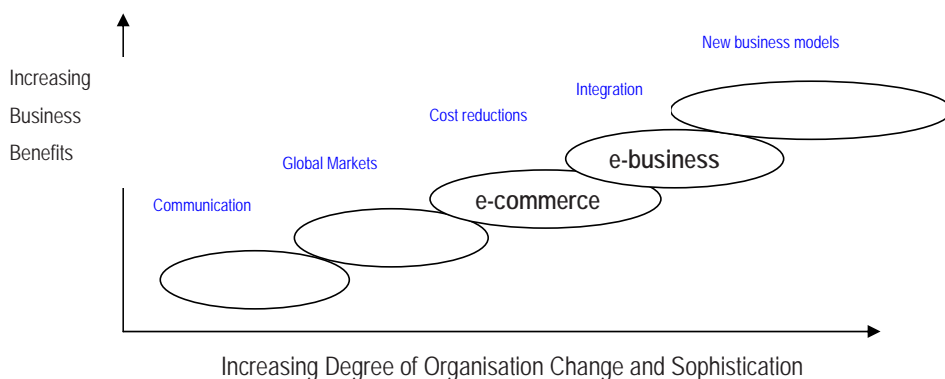 New business models
Increasing
Business
Benefits
Integration
Cost reductions
Global Markets
e-business
e-commerce
Communication
Increasing Degree of Organisation Change and Sophistication